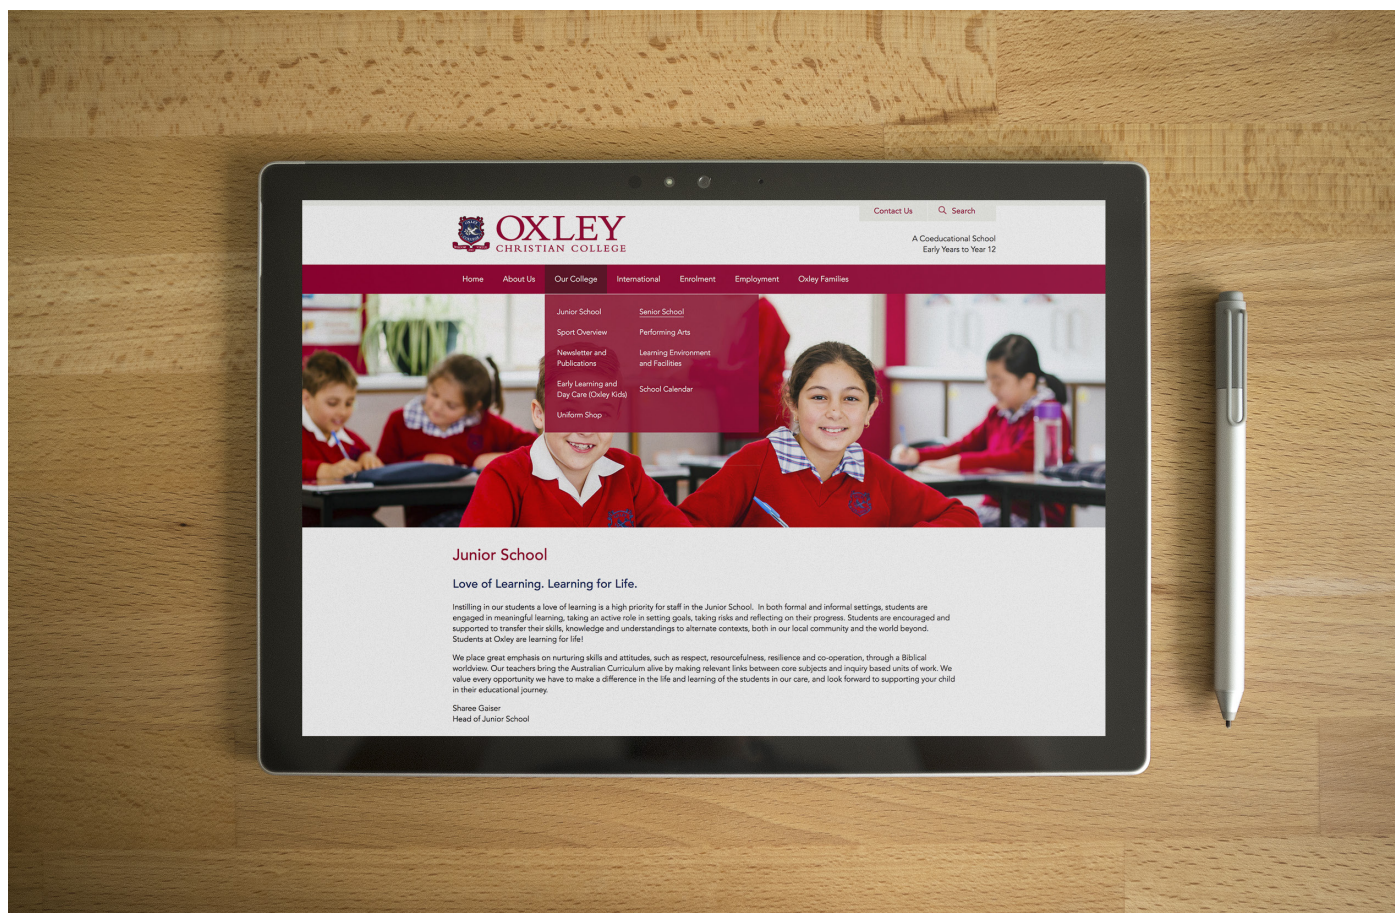 Contact Us
Search
OXLEY
CHRISTIAN COLLEGE
A Coeducational School
Early Years to Year 12
Home
About Us
Our College
International
Enrolment
Employment
Oxley Families
Junior School
Senior School
Sport Overview
Performing Arts
Newsletter and
Publications
Learning Environment
and Facilities
Early Learning and
Day Care (Oxley Kids)
School Calendar
Uniform Shop
Junior School
Love of Learning. Learning for Life.
Instilling in our students a love of learning is a high priority for staff in the Junior School. In both formal and informal settings, students are
engaged in meaningful learning, taking an active role in setting goals, taking risks and reflecting on their progress. Students are encouraged and
supported to transfer their skills, knowledge and understandings to alternate contexts, both in our local community and the world beyond.
Students at Oxley are learning for life!
We place great emphasis on nurturing skills and attitudes, such as respect, resourcefulness, resilience and co-operation, through a Biblical
worldview. Our teachers bring the Australian Curriculum alive by making relevant links between core subjects and inquiry based units of work. We
value every opportunity we have to make a difference in the life and learning of the students in our care, and look forward to supporting your child
in their educational journey.
Sharee Gaiser
Head of Junior School